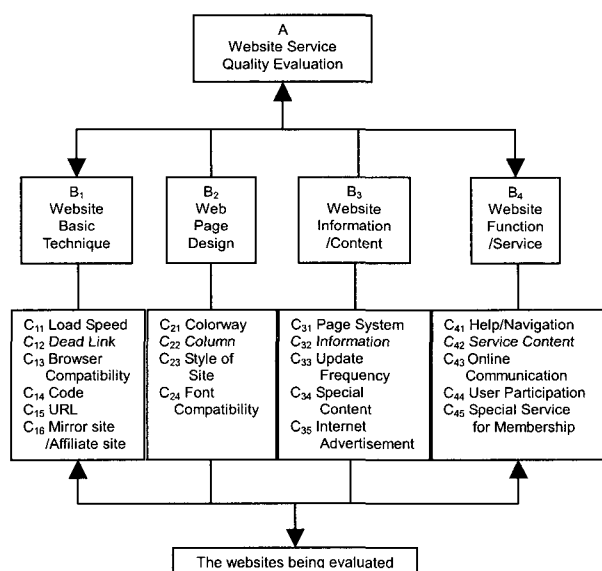 A
Website Service
Quality Evaluation
B₁
Website
Basic
Technique
B₂
Web
Page
Design
B₃
Website
Information
/Content
B₄
Website
Function
/Service
C₁₁ Load Speed
C₁₂ Dead Link
C₁₃ Browser
Compatibility
C₁₄ Code
C₁₅ URL
C₁₆ Mirror site
/Affiliate site
C₂₁ Colorway
C₂₂ Column
C₂₃ Style of
Site
C₂₄ Font
Compatibility
C₃₁ Page System
C₃₂ Information
C₃₃ Update
Frequency
C₃₄ Special
Content
C₃₅ Internet
Advertisement
C₄₁ Help/Navigation
C₄₂ Service Content
C₄₃ Online
Communication
C₄₄ User Participation
C₄₅ Special Service
for Membership
The websites being evaluated